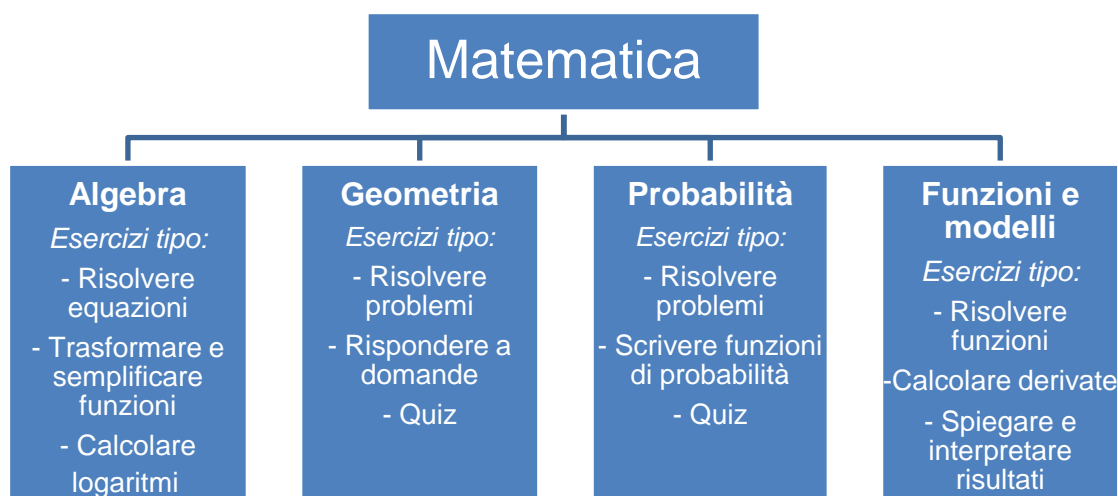 Matematica
Algebra
Esercizi tipo:
- Risolvere
equazioni
- Trasformare e
semplificare
funzioni
- Calcolare
logaritmi
Geometria
Esercizi tipo:
- Risolvere
problemi
- Rispondere a
domande
- Quiz
Probabilità
Esercizi tipo:
- Risolvere
problemi
- Scrivere funzioni
di probabilità
- Quiz
Funzioni e
modelli
Esercizi tipo:
- Risolvere
funzioni
-Calcolare derivate
- Spiegare e
interpretare
risultati